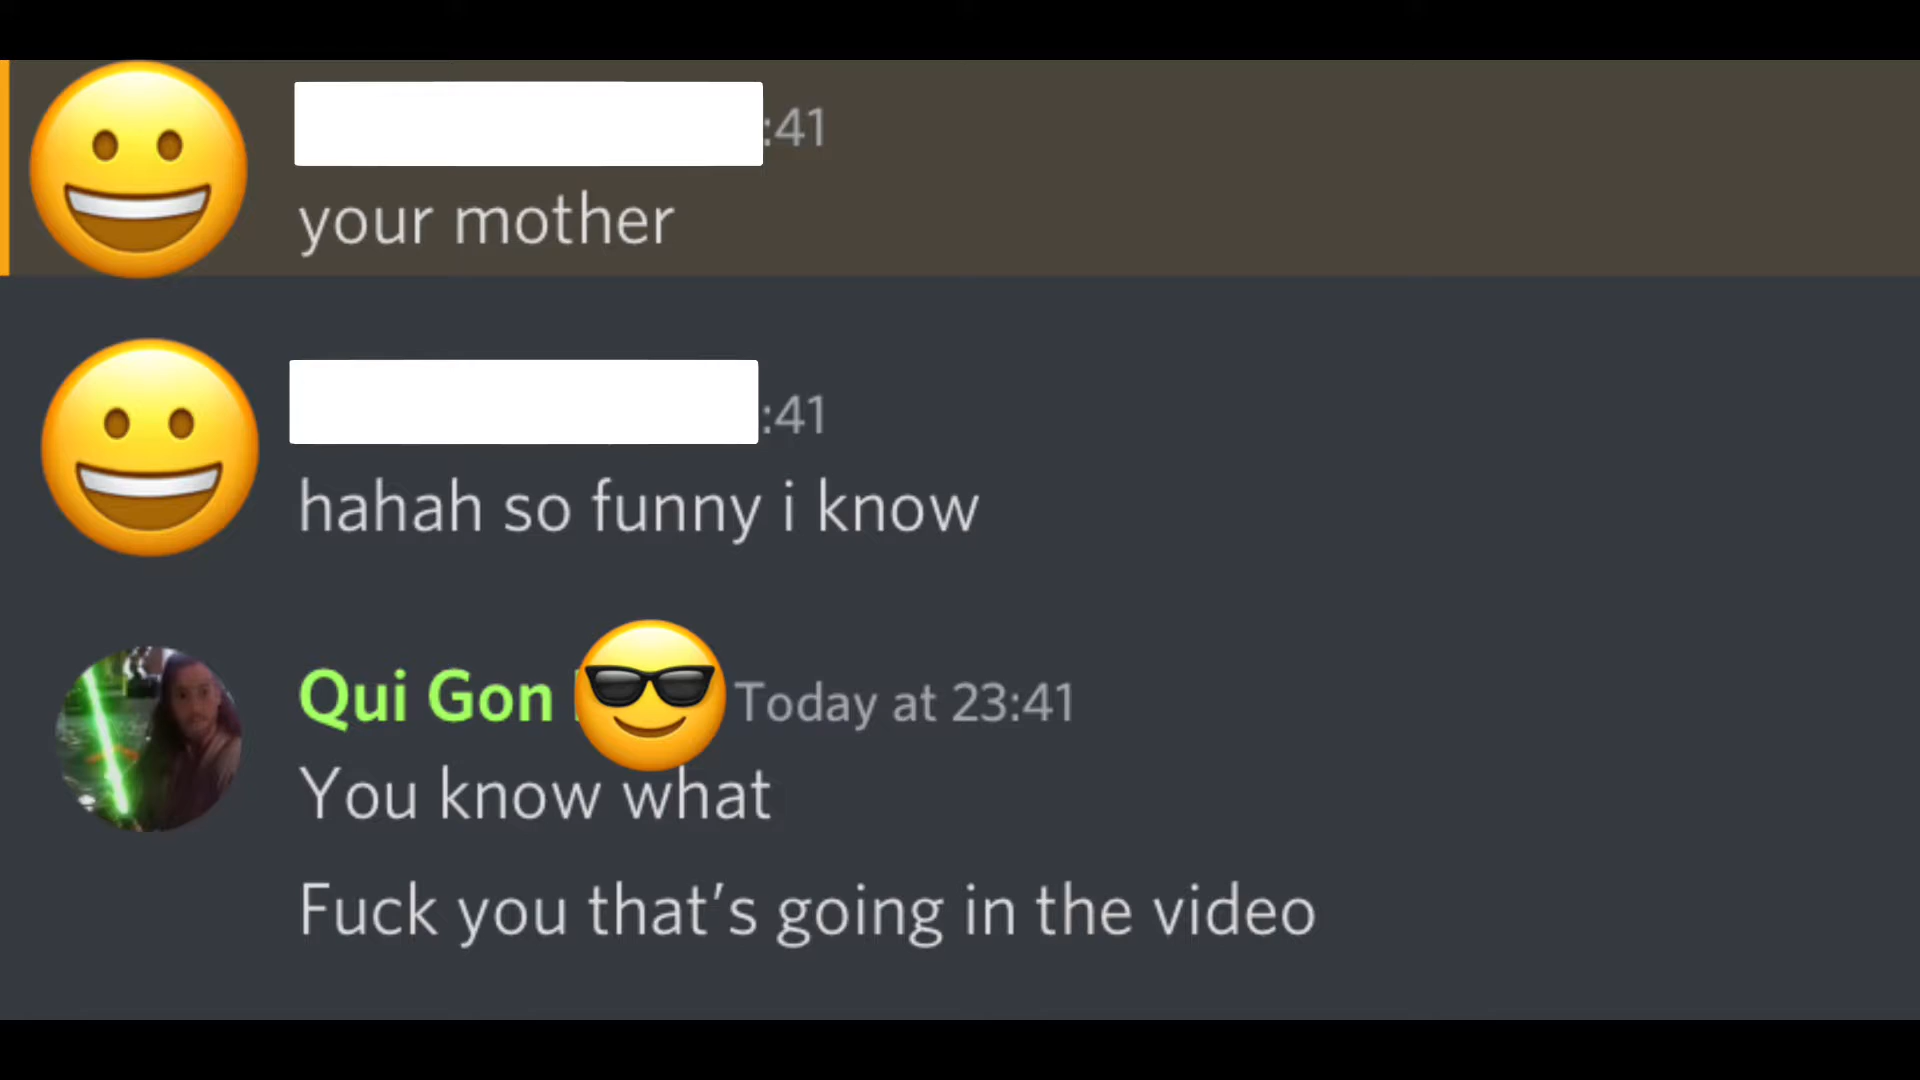 :41
your mother
:41
hahah so funny i know
Qui Gon Today at 23:41
You know what
Fuck you that’s going in the video